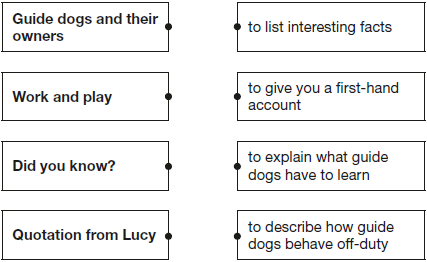 Guide dogs and their
owners
to list interesting facts
Work and play
to give you a first-hand
account
Did you know?
to explain what guide
dogs have to learn
Quotation from Lucy
to describe how guide
dogs behave off-duty